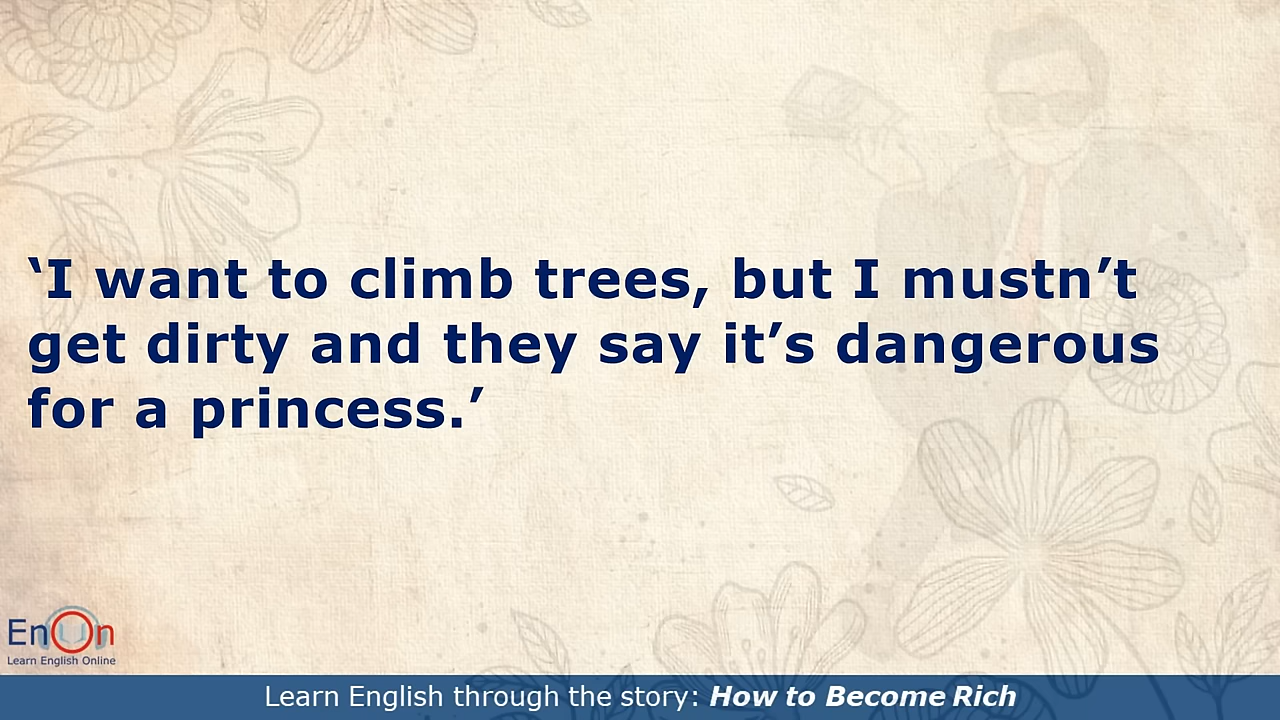 ‘I want to climb trees, but I mustn’t
get dirty and they say it’s dangerous
for a princess.’
EnOn
Learn English Online
Learn English through the story: How to Become Rich